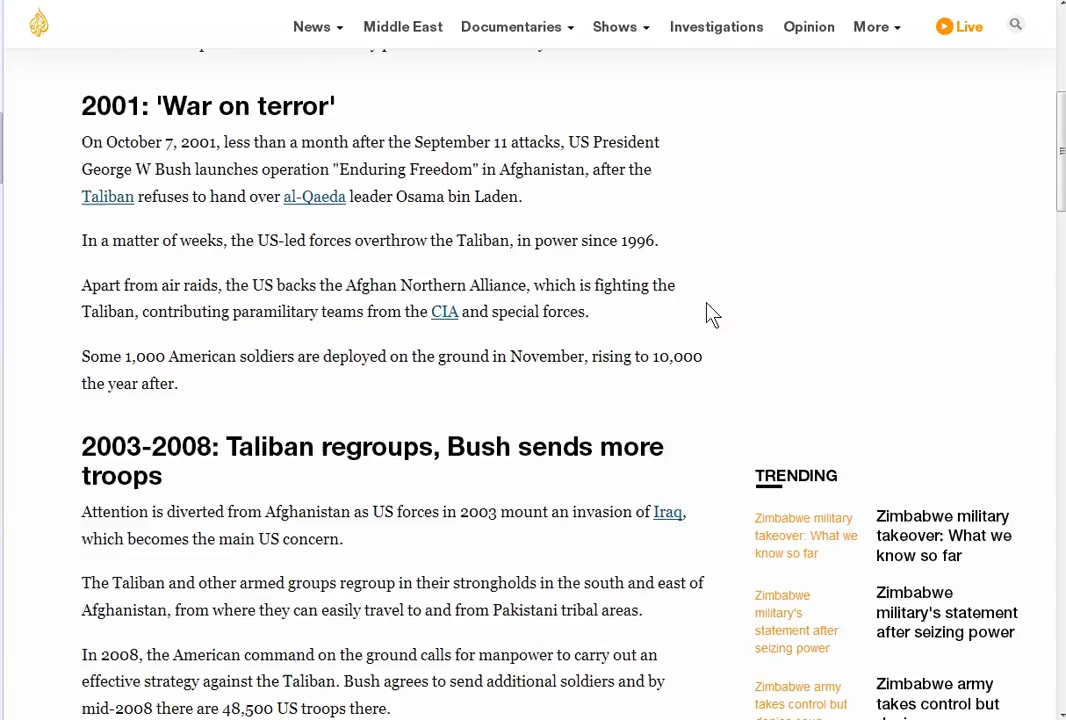 News
Middle East
Documentaries
Shows
Investigations
Opinion
More
Live
2001: 'War on terror'
On October 7, 2001, less than a month after the September 11 attacks, US President
George W Bush launches operation "Enduring Freedom" in Afghanistan, after the
Taliban refuses to hand over al-Qaeda leader Osama bin Laden.
In a matter of weeks, the US-led forces overthrow the Taliban, in power since 1996.
Apart from air raids, the US backs the Afghan Northern Alliance, which is fighting the
Taliban, contributing paramilitary teams from the CIA and special forces.
Some 1,000 American soldiers are deployed on the ground in November, rising to 10,000
the year after.
2003-2008: Taliban regroups, Bush sends more
troops
Attention is diverted from Afghanistan as US forces in 2003 mount an invasion of Iraq,
which becomes the main US concern.
The Taliban and other armed groups regroup in their strongholds in the south and east of
Afghanistan, from where they can easily travel to and from Pakistani tribal areas.
In 2008, the American command on the ground calls for manpower to carry out an
effective strategy against the Taliban. Bush agrees to send additional soldiers and by
mid-2008 there are 48,500 US troops there.
TRENDING
Zimbabwe military
takeover: What we
know so far
Zimbabwe military
takeover: What we
know so far
Zimbabwe
military's
statement after
seizing power
Zimbabwe
military's statement
after seizing power
Zimbabwe army
takes control but
Zimbabwe army
takes control but